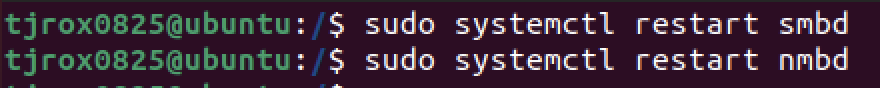 tjrox0825@ubuntu:/$ sudo systemctl restart smbd
tjrox0825@ubuntu:/$ sudo systemctl restart nmbd